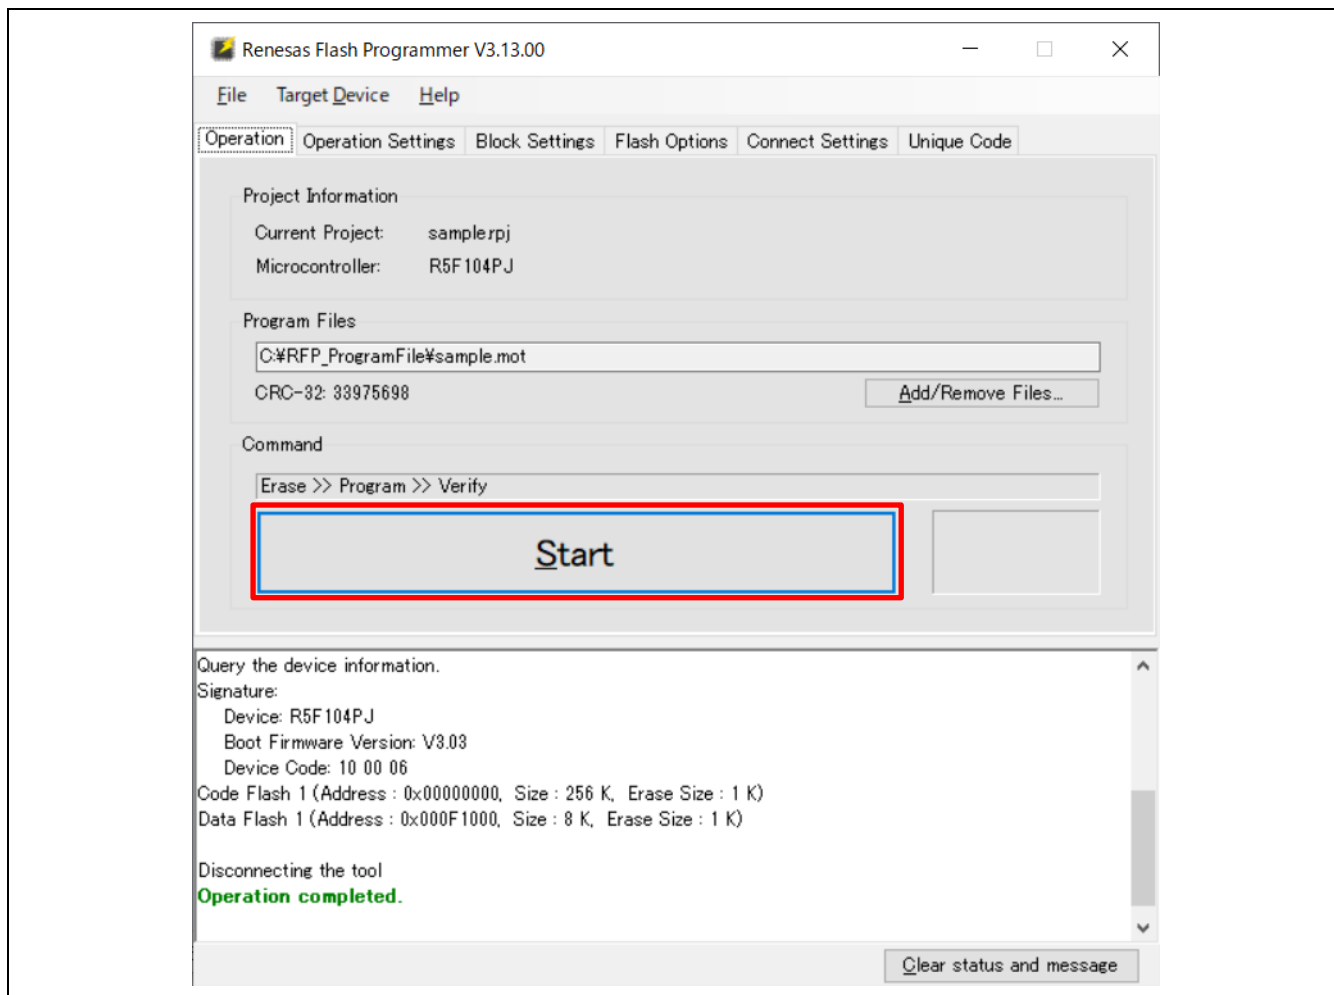 Renesas Flash Programmer V3.13.00
File Target Device Help
Operation Operation Settings Block Settings Flash Options Connect Settings Unique Code
Project Information
Current Project: sample.rpj
Microcontroller: R5F104PJ
Program Files
C:¥RFP_ProgramFile¥sample.mot
CRC-32: 33975698 Add/Remove Files...
Command
Erase >> Program >> Verify
Start
Query the device information.
Signature:
Device: R5F104PJ
Boot Firmware Version: V3.03
Device Code: 10 00 06
Code Flash 1 (Address : 0x00000000, Size : 256 K, Erase Size : 1 K)
Data Flash 1 (Address : 0x000F1000, Size : 8 K, Erase Size : 1 K)
Disconnecting the tool
Operation completed.
Clear status and message